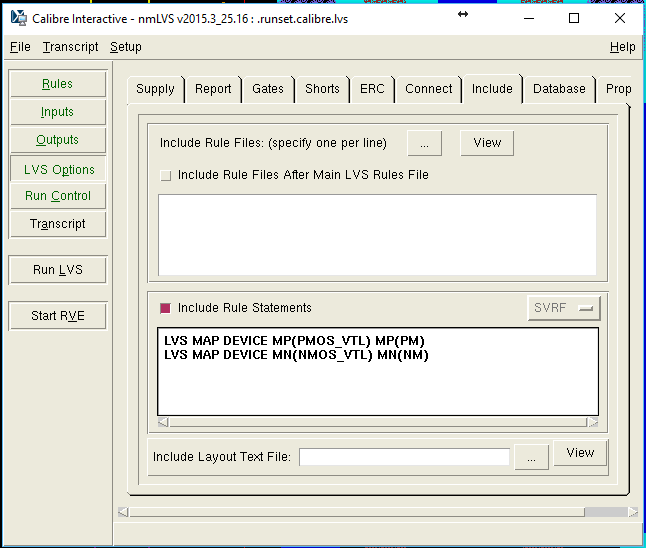 Calibre Interactive - nmLVS v2015.3_25.16 : .runset.calibre.lvs
File Transcript Setup Help
Rules
Inputs
Outputs
LVS Options
Run Control
Transcript
Run LVS
Start RVE
Supply Report Gates Shorts ERC Connect Include Database Prop
Include Rule Files: (specify one per line) ... View
Include Rule Files After Main LVS Rules File
Include Rule Statements SVRF
LVS MAP DEVICE MP(PMOS_VTL) MP(PM)
LVS MAP DEVICE MN(NMOS_VTL) MN(NM)
Include Layout Text File: ... View